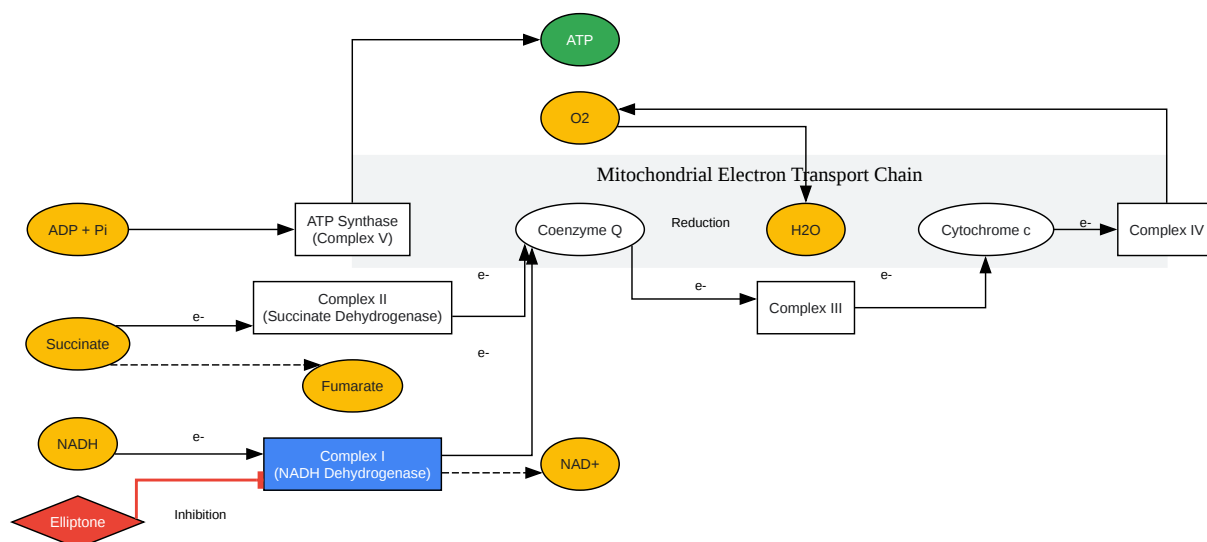 ATP
O2
Mitochondrial Electron Transport Chain
ADP + Pi
ATP Synthase
(Complex V)
Coenzyme Q
Reduction
H2O
Cytochrome c
e-
Complex IV
e-
e-
e-
Complex II
(Succinate Dehydrogenase)
Complex III
e-
Succinate
e-
Fumarate
NADH
e-
Complex I
(NADH Dehydrogenase)
NAD+
Elliptone
Inhibition